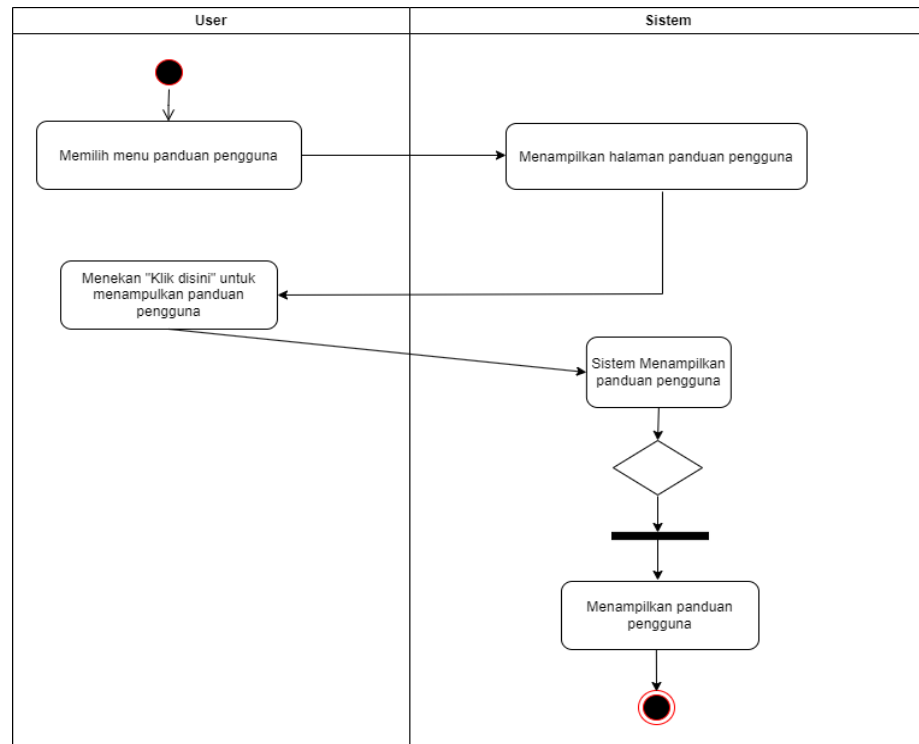 User
Sistem
Memilih menu panduan pengguna
Menampilkan halaman panduan pengguna
Menekan "Klik disini" untuk
menampulkan panduan
pengguna
Sistem Menampilkan
panduan pengguna
Menampilkan panduan
pengguna